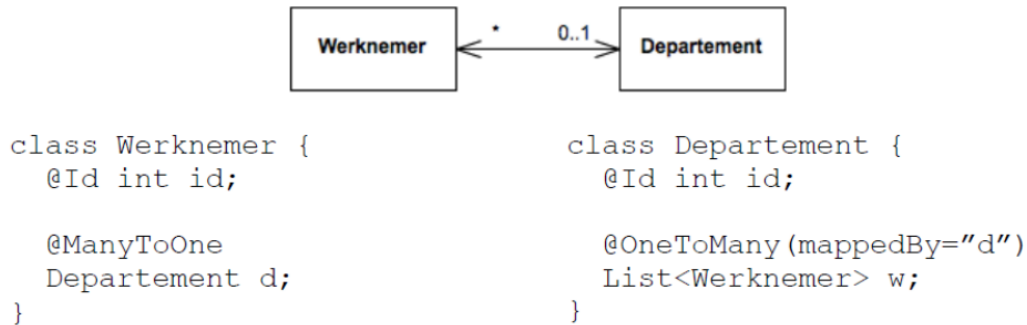 Werknemer
*
0..1
Departement
class Werknemer {
@Id int id;
@ManyToOne
Departement d;
}
class Departement {
@Id int id;
@OneToMany(mappedBy=”d”)
List<Werknemer> w;
}